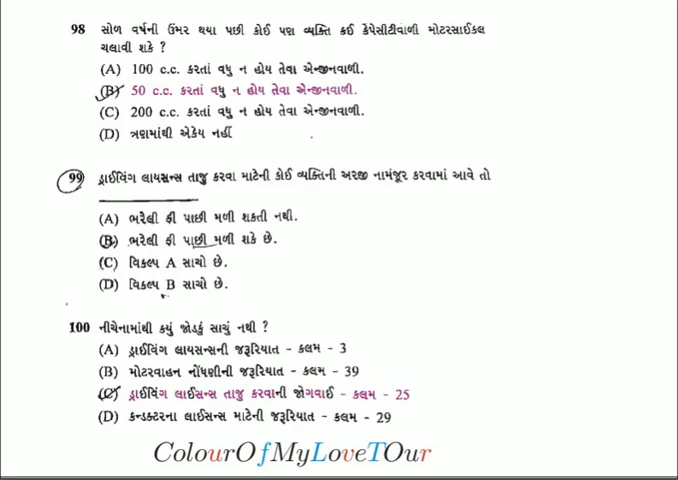 98 સોળ વર્ષની ઉંમર થયા પછી કોઈ પણ વ્યક્તિ કઈ કેપેસીટીવાળી મોટરસાઈકલ
ચલાવી શકે ?
(A) 100 c.c. કરતાં વધુ ન હોય તેવા એન્જીનવાળી.
(B) 50 c.c. કરતાં વધુ ન હોય તેવા એન્જીનવાળી.
(C) 200 c.c. કરતાં વધુ ન હોય તેવા એન્જીનવાળી.
(D) ત્રણમાંથી એકેય નહીં
99 ડ્રાઈવિંગ લાયસન્સ તાજુ કરવા માટેની કોઈ વ્યક્તિની અરજી નામંજૂર કરવામાં આવે તો
(A) ભરેલી ફી પાછી મળી શકતી નથી.
(B) ભરેલી ફી પાછી મળી શકે છે.
(C) વિકલ્પ A સાચો છે.
(D) વિકલ્પ B સાચો છે.
100 નીચેનામાંથી કયું જોડકું સાચું નથી ?
(A) ડ્રાઈવિંગ લાયસન્સની જરૂરિયાત - કલમ - 3
(B) મોટરવાહન નોંધણીની જરૂરિયાત - કલમ - 39
(C) ડ્રાઈવિંગ લાઈસન્સ તાજુ કરવાની જોગવાઈ - કલમ - 25
(D) કન્ડક્ટરના લાઈસન્સ માટેની જરૂરિયાત - કલમ - 29
ColourOfMyLoveTOur